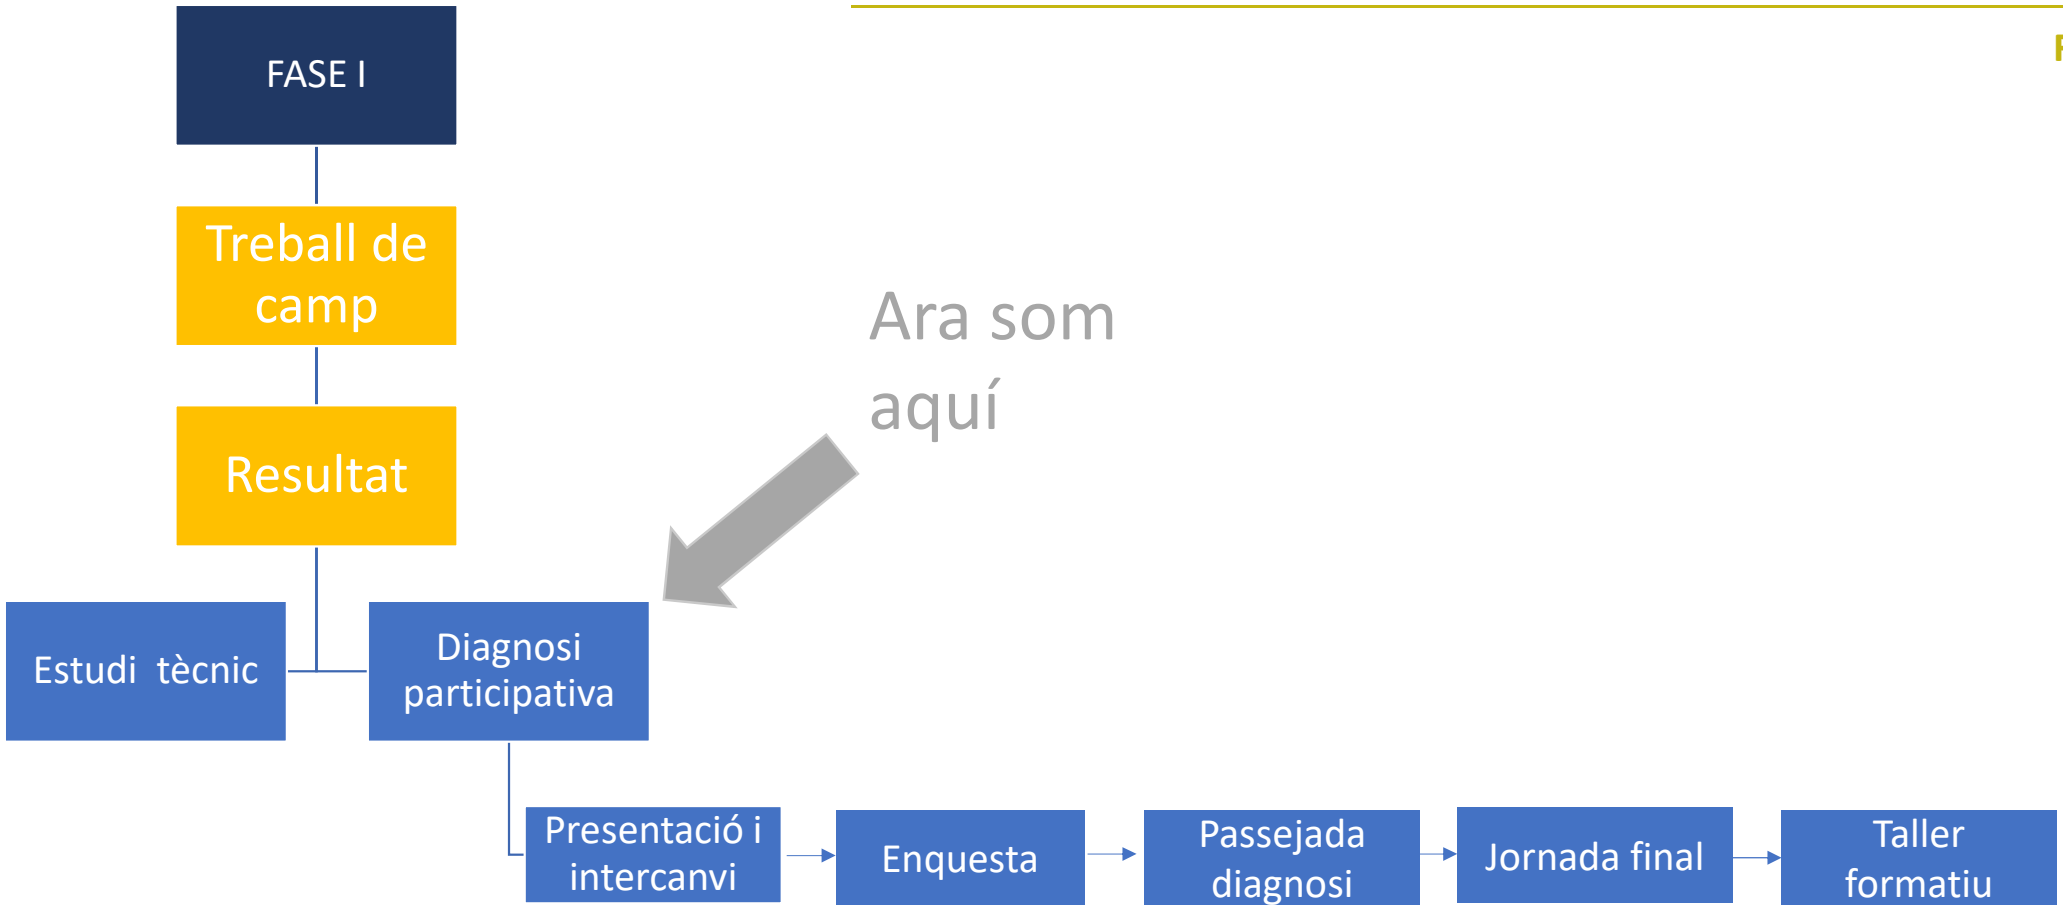 FASE I
Treball de
camp
Ara som
aquí
Resultat
Estudi tècnic
Diagnosi
participativa
Presentació i
intercanvi
Enquesta
Passejada
diagnosi
Jornada final
Taller
formatiu